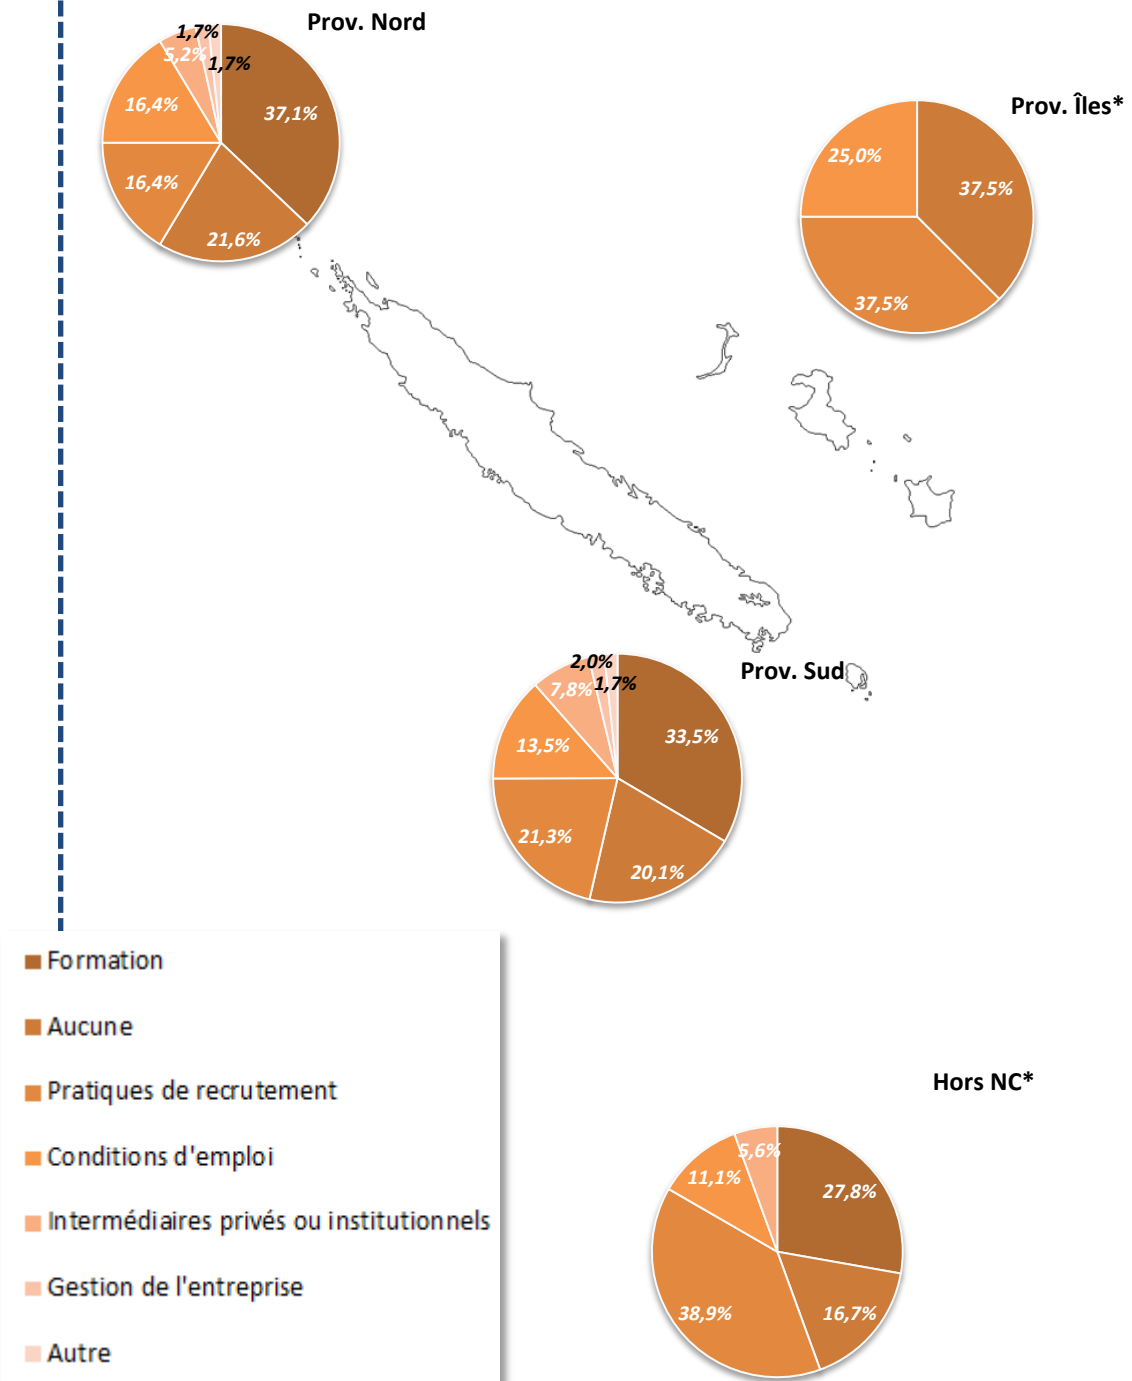 Prov. Nord
1,7%
5,2%
1,7%
37,1%
16,4%
16,4%
21,6%
Prov. Îles*
25,0%
37,5%
37,5%
Prov. Sud
2,0%
7,8%
1,7%
33,5%
13,5%
21,3%
20,1%
Formation
Aucune
Pratiques de recrutement
Conditions d'emploi
Intermédiaires privés ou institutionnels
Gestion de l'entreprise
Autre
Hors NC*
5,6%
11,1%
27,8%
38,9%
16,7%